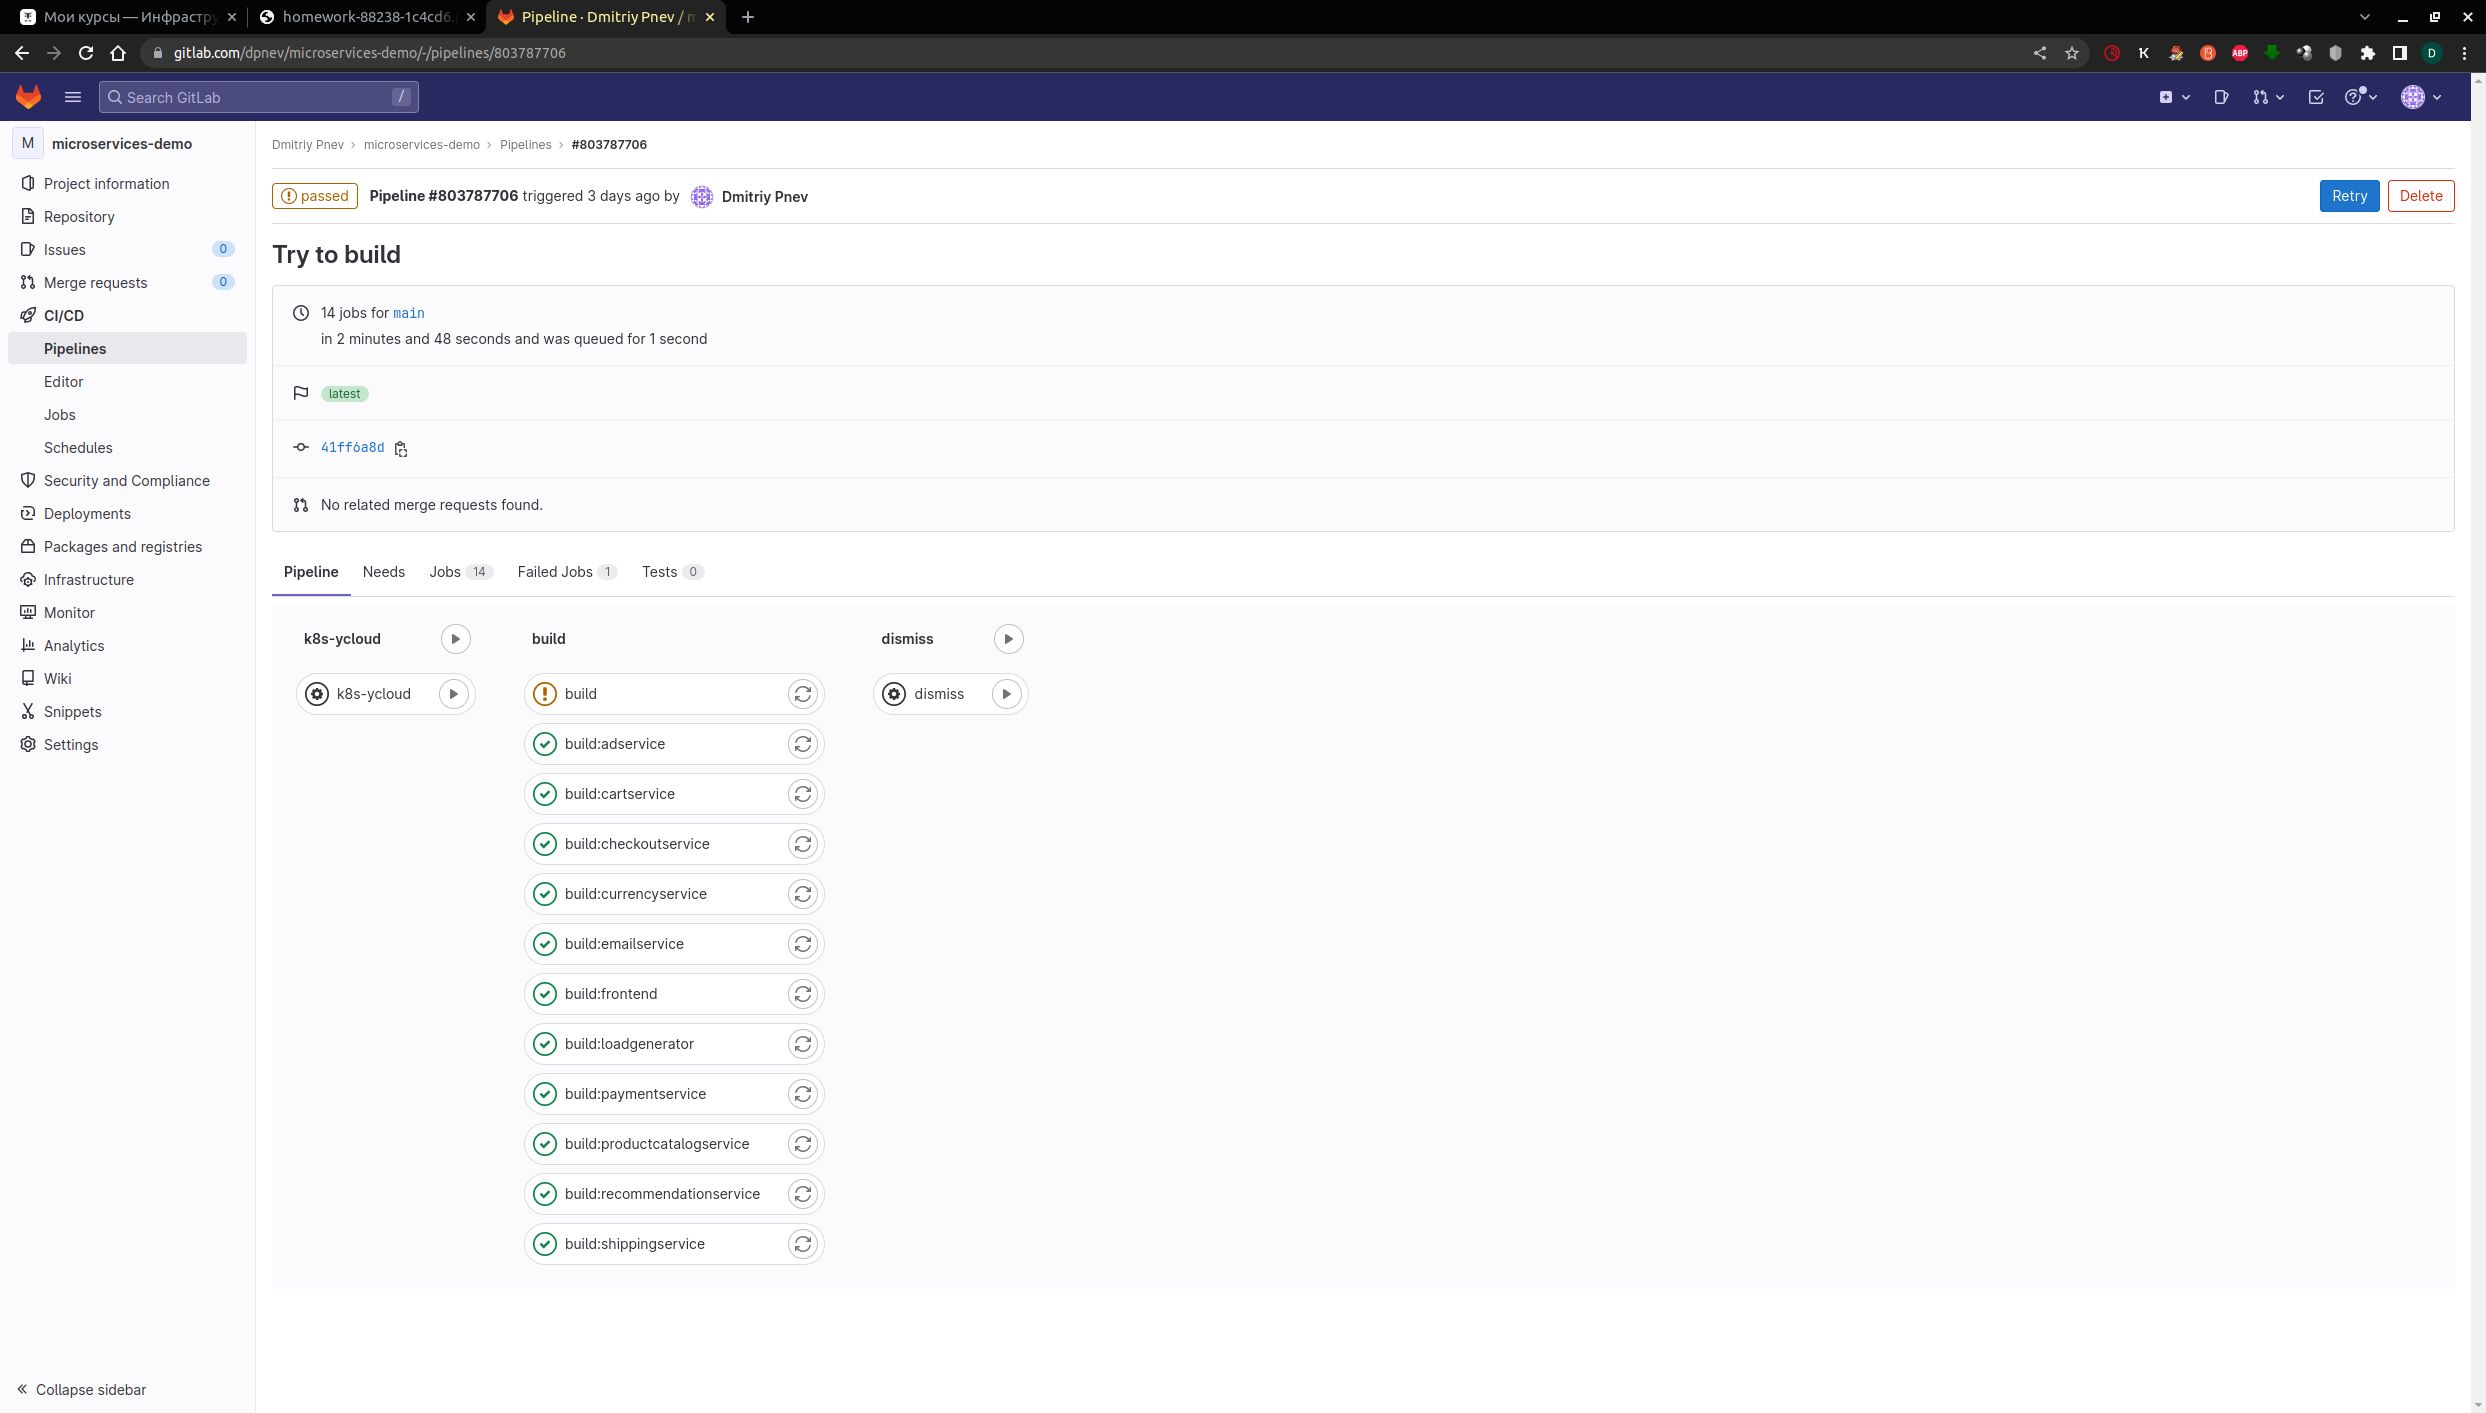 Мои курсы — Инфрастру
homework-88238-1c4cd6.
Pipeline · Dmitriy Pnev / m
gitlab.com/dpnev/microservices-demo/-/pipelines/803787706
K
ABP
D
Search GitLab
/
M microservices-demo
Project information
Repository
Issues 0
Merge requests 0
CI/CD
Pipelines
Editor
Jobs
Schedules
Security and Compliance
Deployments
Packages and registries
Infrastructure
Monitor
Analytics
Wiki
Snippets
Settings
Collapse sidebar
Dmitriy Pnev › microservices-demo › Pipelines › #803787706
passed Pipeline #803787706 triggered 3 days ago by Dmitriy Pnev
Retry
Delete
Try to build
14 jobs for main
in 2 minutes and 48 seconds and was queued for 1 second
latest
41ff6a8d
No related merge requests found.
Pipeline Needs Jobs 14 Failed Jobs 1 Tests 0
k8s-ycloud
k8s-ycloud
build
build
build:adservice
build:cartservice
build:checkoutservice
build:currencyservice
build:emailservice
build:frontend
build:loadgenerator
build:paymentservice
build:productcatalogservice
build:recommendationservice
build:shippingservice
dismiss
dismiss